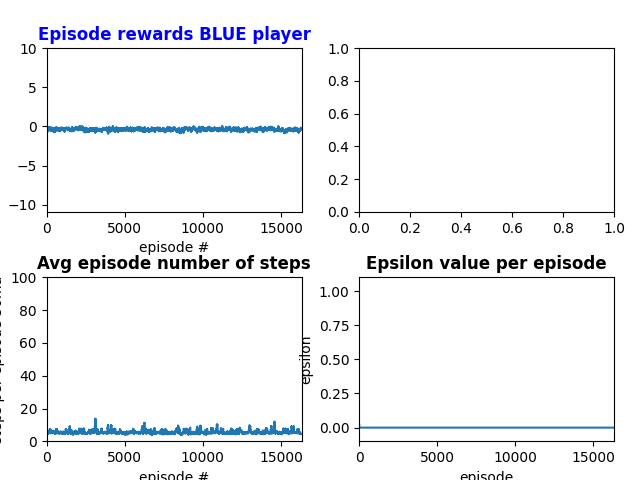 Episode rewards BLUE player
10
5
0
−5
−10
0 5000 10000 15000
episode #
1.0
0.8
0.6
0.4
0.2
0.0
0.0 0.2 0.4 0.6 0.8 1.0
Avg episode number of steps
100
80
60
40
20
0
0 5000 10000 15000
episode #
Epsilon value per episode
epsilon
1.00
0.75
0.50
0.25
0.00
0 5000 10000 15000
episode